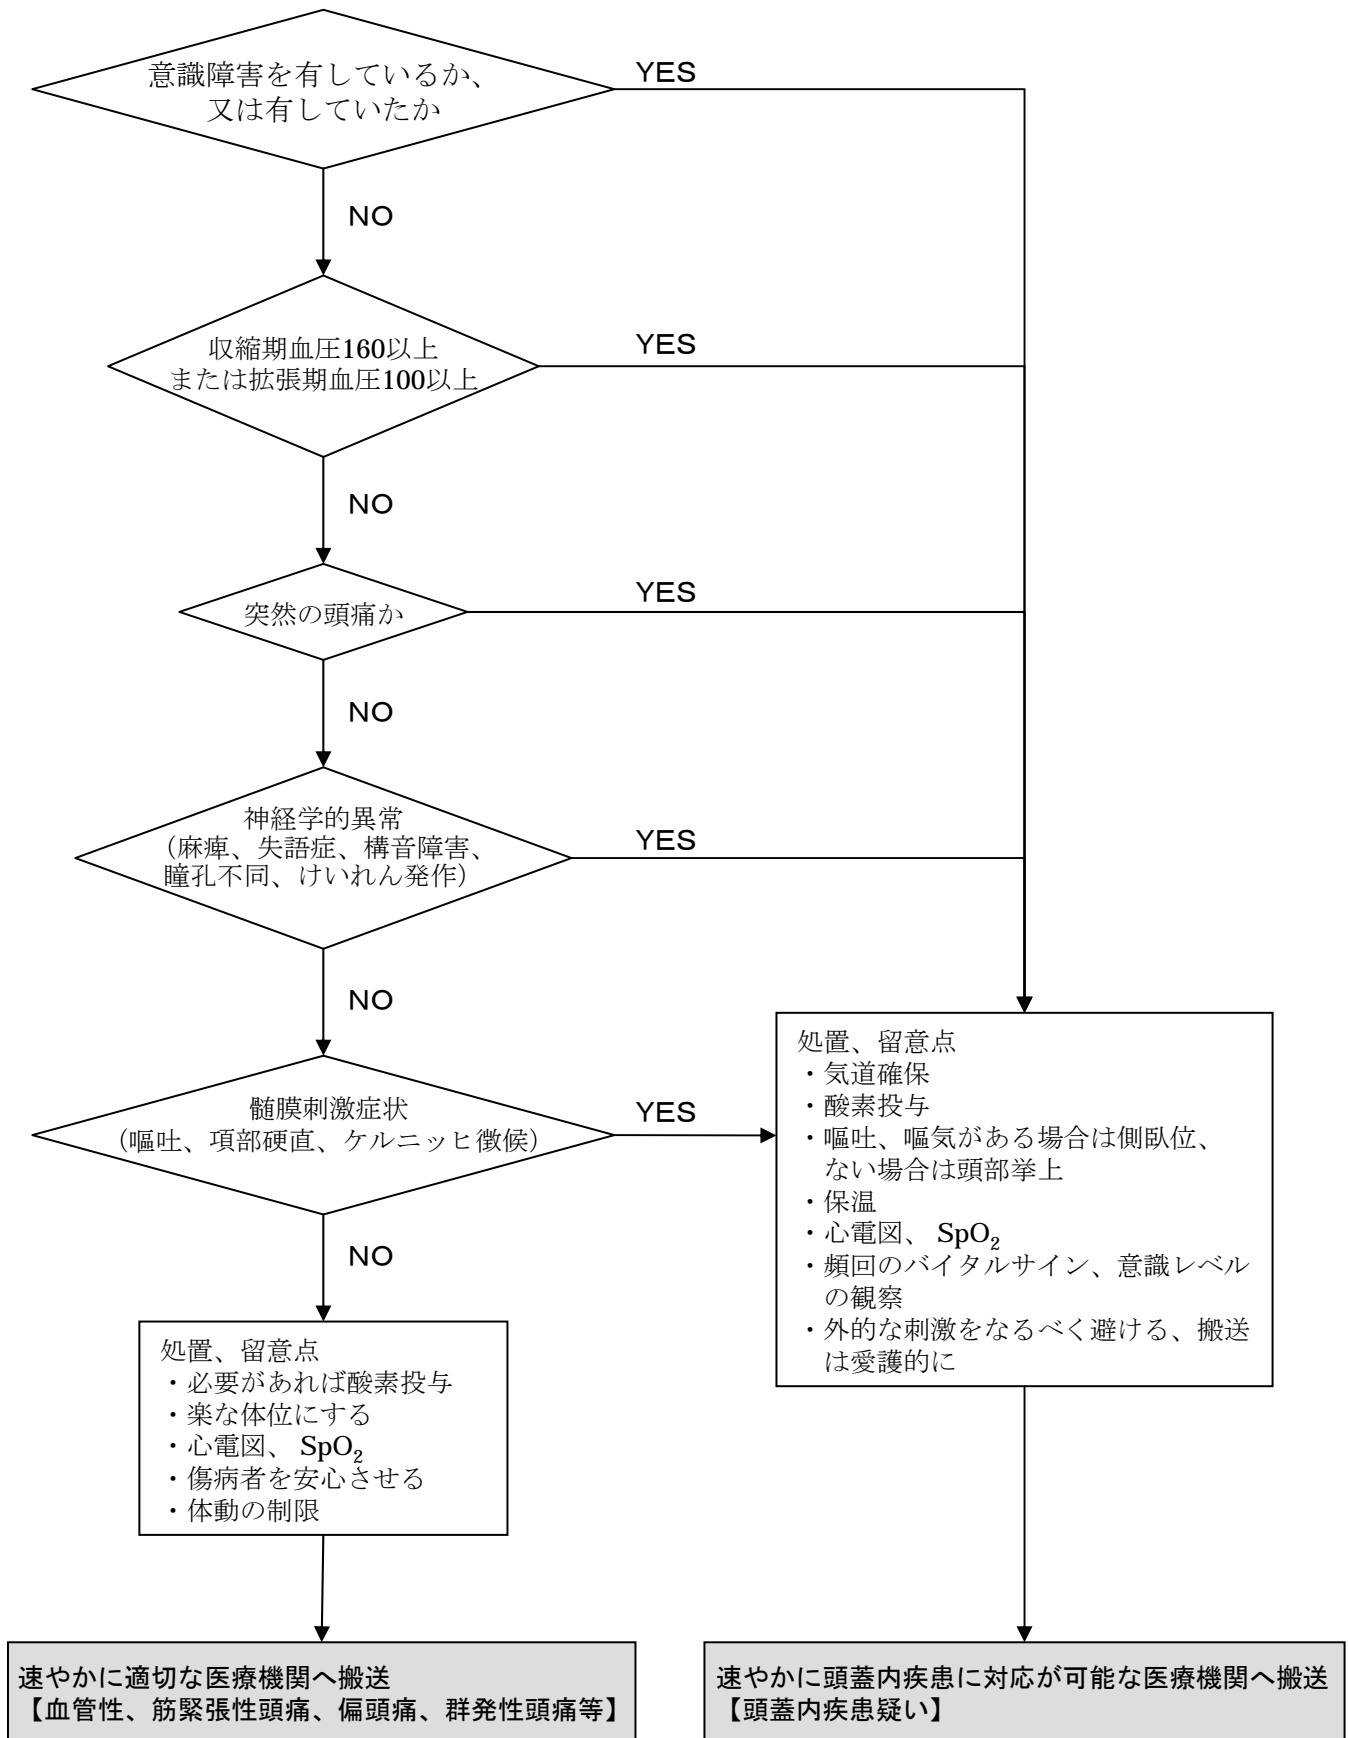 意識障害を有しているか、
又は有していたか
YES
NO
収縮期血圧160以上
または拡張期血圧100以上
YES
NO
突然の頭痛か
YES
NO
神経学的異常
（麻痺、失語症、構音障害、
瞳孔不同、けいれん発作）
YES
NO
髄膜刺激症状
（嘔吐、項部硬直、ケルニッヒ徴候）
YES
NO
処置、留意点
・気道確保
・酸素投与
・嘔吐、嘔気がある場合は側臥位、
ない場合は頭部挙上
・保温
・心電図、 SpO₂
・頻回のバイタルサイン、意識レベル
の観察
・外的な刺激をなるべく避ける、搬送
は愛護的に
処置、留意点
・必要があれば酸素投与
・楽な体位にする
・心電図、 SpO₂
・傷病者を安心させる
・体動の制限
速やかに適切な医療機関へ搬送
【血管性、筋緊張性頭痛、偏頭痛、群発性頭痛等】
速やかに頭蓋内疾患に対応が可能な医療機関へ搬送
【頭蓋内疾患疑い】